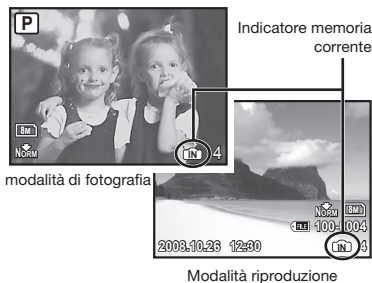 P
Indicatore memoria
corrente
8M
NORM
IN 4
modalità di fotografia
NORM 8M
FILE 100-0004
2008.10.26 12:30 IN 4
Modalità riproduzione